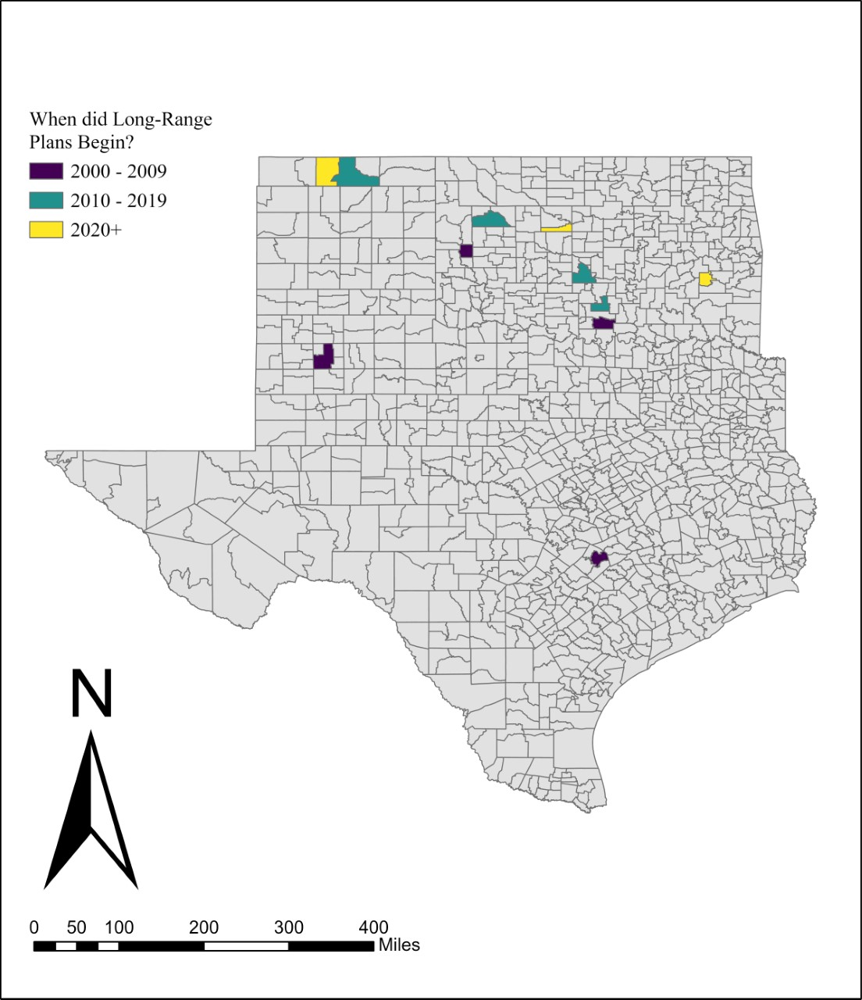 When did Long-Range
Plans Begin?
2000 - 2009
2010 - 2019
2020+
N
0 50 100 200 300 400
Miles